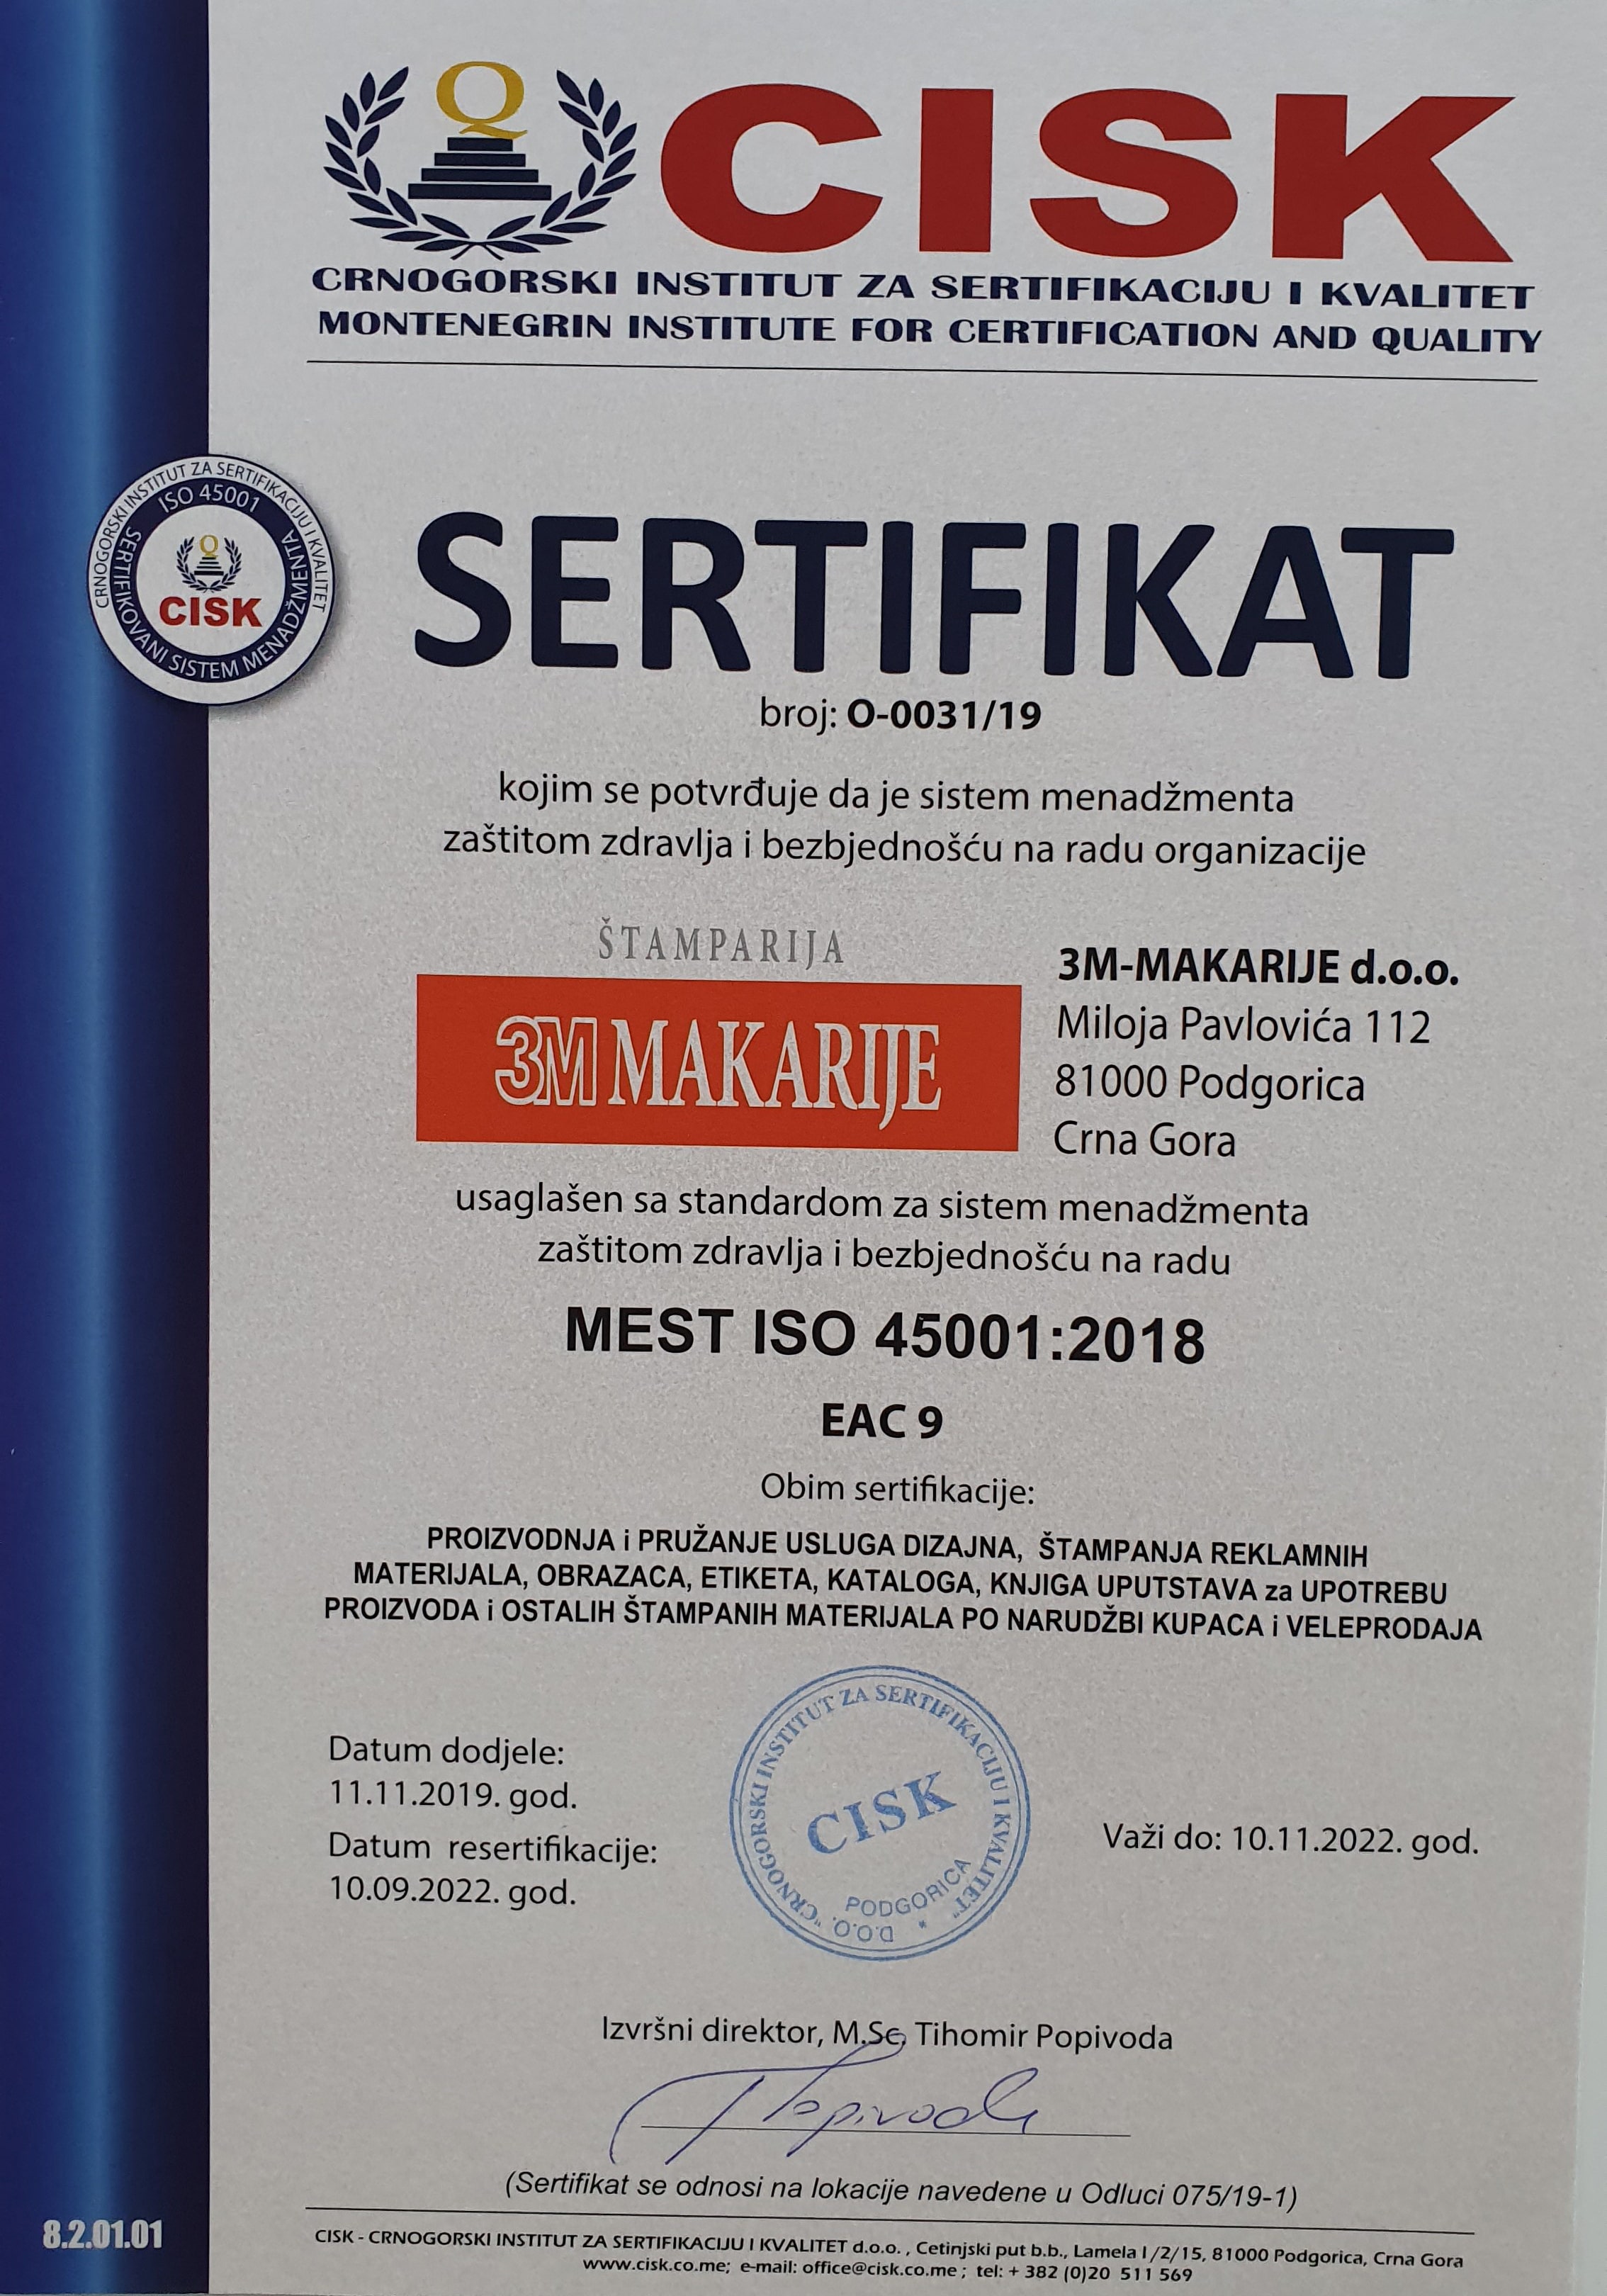 Q
CISK
CRNOGORSKI INSTITUT ZA SERTIFIKACIJU I KVALITET
MONTENEGRIN INSTITUTE FOR CERTIFICATION AND QUALITY
CRNOGORSKI INSTITUT ZA SERTIFIKACIJU I KVALITET
ISO 45001
SERTIFIKOVANI SISTEM MENADŽMENTA
Q
CISK
SERTIFIKAT
broj: O-0031/19
kojim se potvrđuje da je sistem menadžmenta
zaštitom zdravlja i bezbjednošću na radu organizacije
ŠTAMPARIJA
3M MAKARIJE
3M-MAKARIJE d.o.o.
Miloja Pavlovića 112
81000 Podgorica
Crna Gora
usaglašen sa standardom za sistem menadžmenta
zaštitom zdravlja i bezbjednošću na radu
MEST ISO 45001:2018
EAC 9
Obim sertifikacije:
PROIZVODNJA i PRUŽANJE USLUGA DIZAJNA, ŠTAMPANJA REKLAMNIH
MATERIJALA, OBRAZACA, ETIKETA, KATALOGA, KNJIGA UPUTSTAVA za UPOTREBU
PROIZVODA i OSTALIH ŠTAMPANIH MATERIJALA PO NARUDŽBI KUPACA i VELEPRODAJA
Datum dodjele:
11.11.2019. god.
Datum resertifikacije:
10.09.2022. god.
"CRNOGORSKI INSTITUT ZA SERTIFIKACIJU I KVALITET" * D.O.O.
CISK
PODGORICA
Važi do: 10.11.2022. god.
Izvršni direktor, M.Sc. Tihomir Popivoda
T Popivoda
(Sertifikat se odnosi na lokacije navedene u Odluci 075/19-1)
8.2.01.01
CISK - CRNOGORSKI INSTITUT ZA SERTIFIKACIJU I KVALITET d.o.o. , Cetinjski put b.b., Lamela I /2/15, 81000 Podgorica, Crna Gora
www.cisk.co.me; e-mail: office@cisk.co.me ; tel: + 382 (0)20 511 569